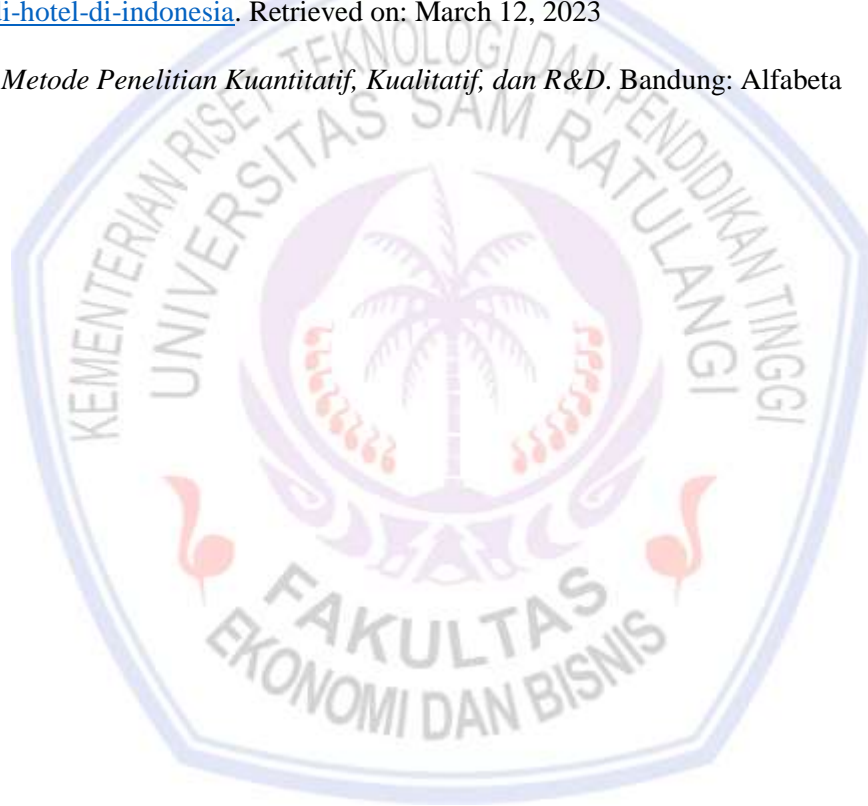 li-hotel-di-indonesia. Retrieved on: March 12, 2023
Metode Penelitian Kuantitatif, Kualitatif, dan R&D. Bandung: Alfabeta
KEMENTERIAN RISET TEKNOLOGI DAN PENDIDIKAN TINGGI
UNIVERSITAS SAM RATULANGI
FAKULTAS
EKONOMI DAN BISNIS